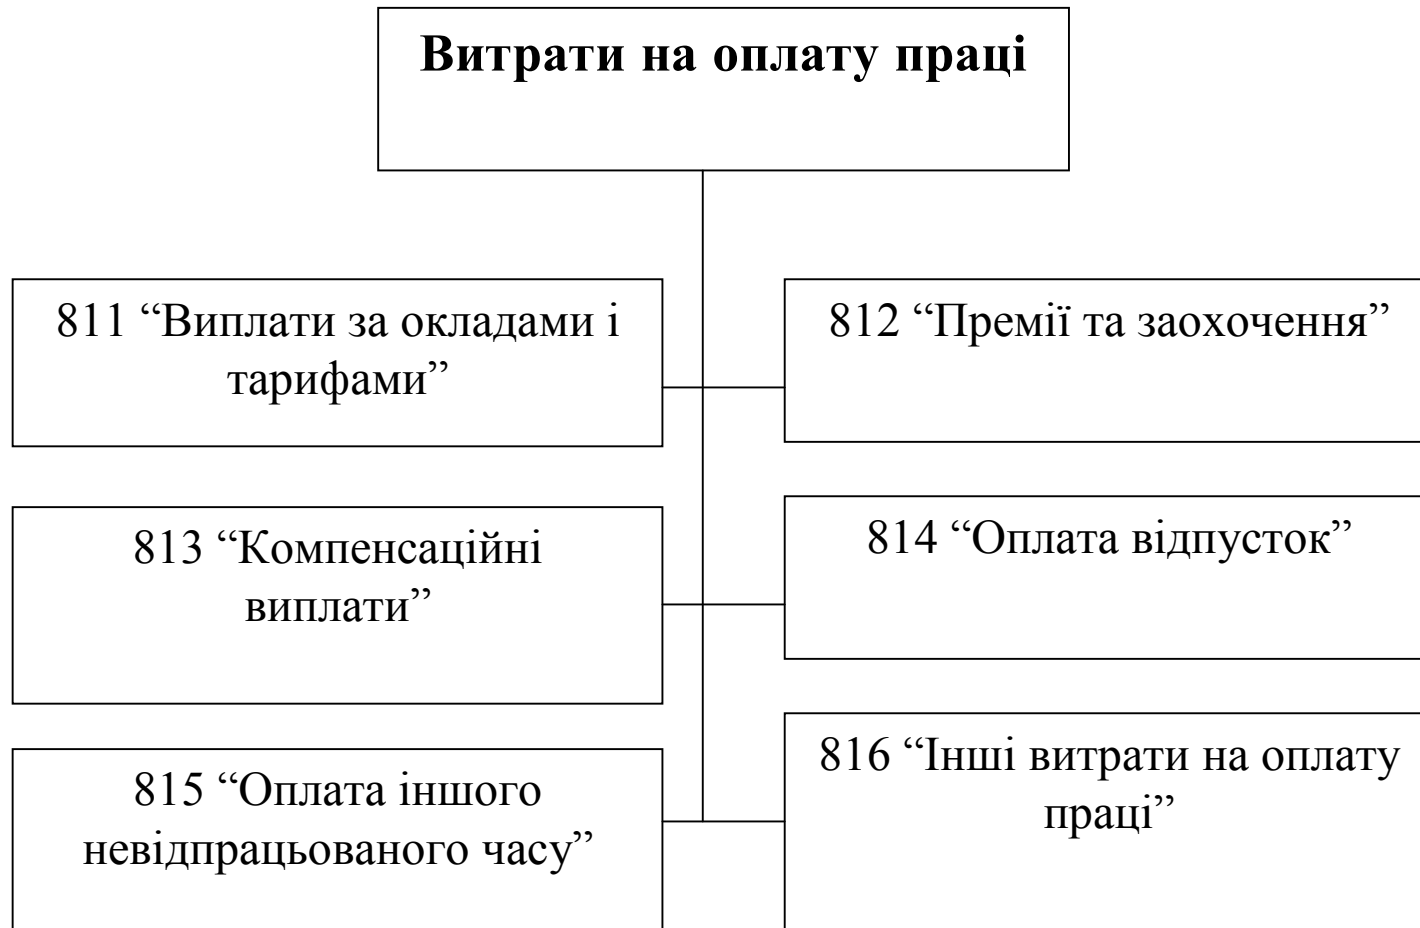 Витрати на оплату праці
811 “Виплати за окладами і
тарифами”
812 “Премії та заохочення”
813 “Компенсаційні
виплати”
814 “Оплата відпусток”
815 “Оплата іншого
невідпрацьованого часу”
816 “Інші витрати на оплату
праці”